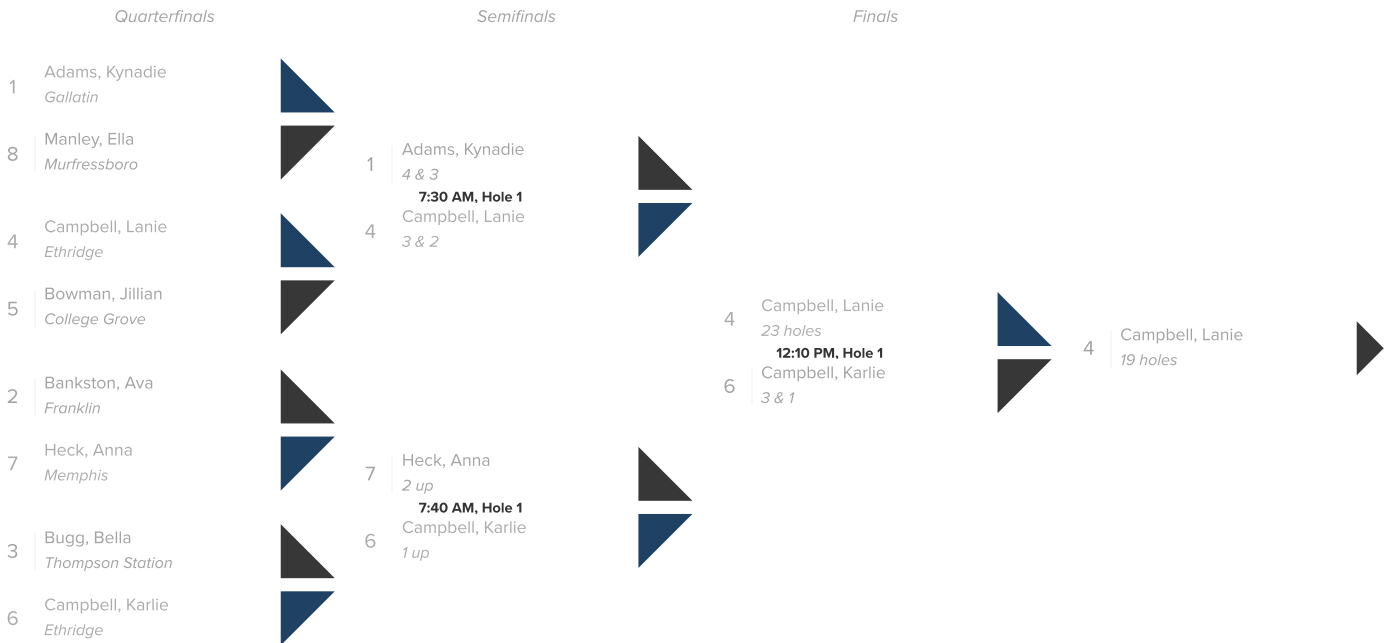 Quarterfinals
Semifinals
Finals
1
Adams, Kynadie
Gallatin
8
Manley, Ella
Murfressboro
4
Campbell, Lanie
Ethridge
5
Bowman, Jillian
College Grove
2
Bankston, Ava
Franklin
7
Heck, Anna
Memphis
3
Bugg, Bella
Thompson Station
6
Campbell, Karlie
Ethridge
1
Adams, Kynadie
4 & 3
7:30 AM, Hole 1
4
Campbell, Lanie
3 & 2
7
Heck, Anna
2 up
7:40 AM, Hole 1
6
Campbell, Karlie
1 up
4
Campbell, Lanie
23 holes
12:10 PM, Hole 1
6
Campbell, Karlie
3 & 1
4
Campbell, Lanie
19 holes